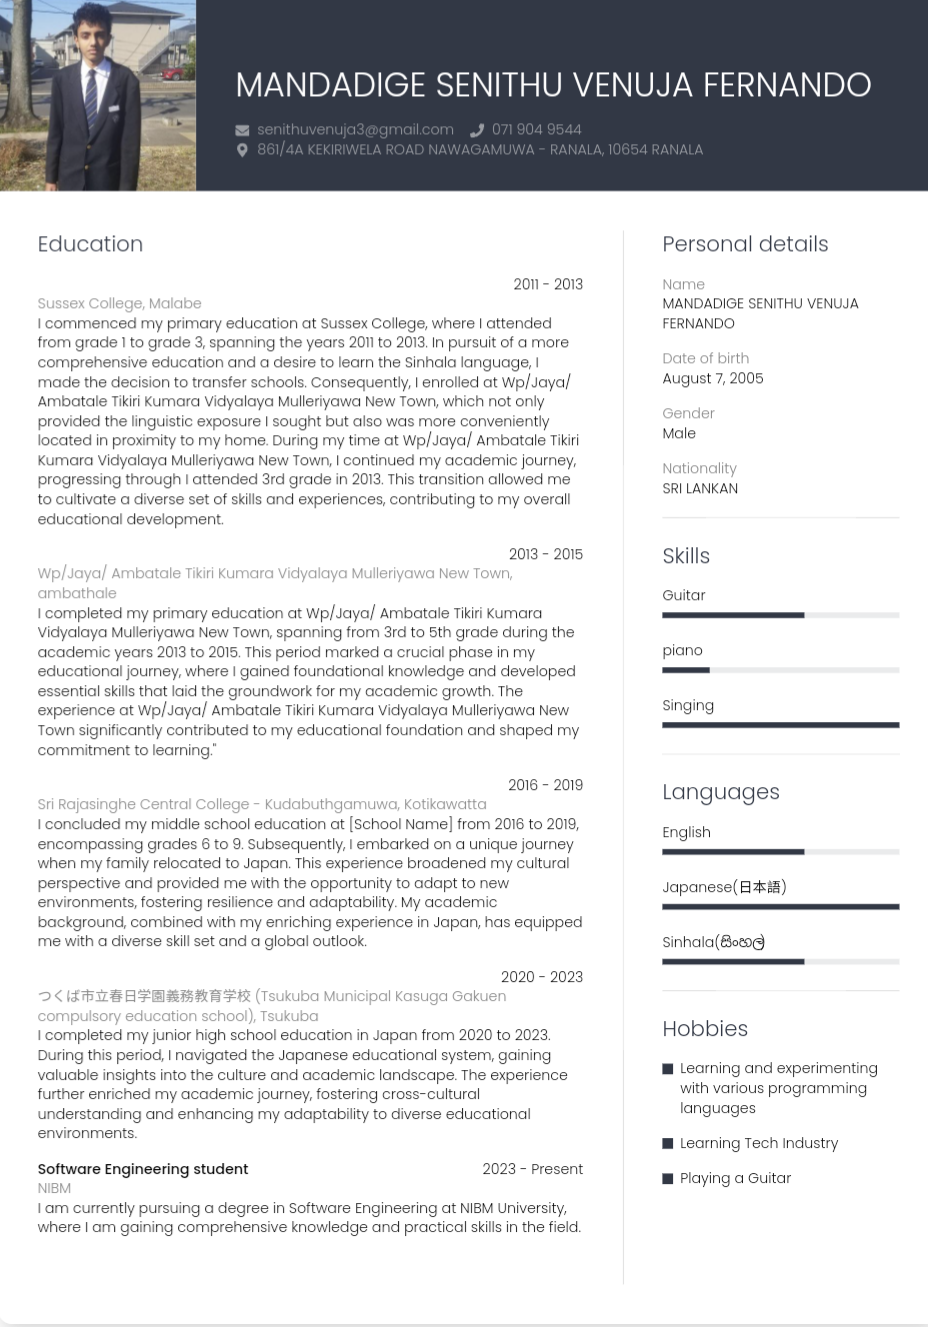 MANDADIGE SENITHU VENUJA FERNANDO
senithuvenuja3@gmail.com 071 904 9544
861/4A KEKIRIWELA ROAD NAWAGAMUWA - RANALA, 10654 RANALA
Education
2011 - 2013
Sussex College, Malabe
I commenced my primary education at Sussex College, where I attended
from grade 1 to grade 3, spanning the years 2011 to 2013. In pursuit of a more
comprehensive education and a desire to learn the Sinhala language, I
made the decision to transfer schools. Consequently, I enrolled at Wp/Jaya/
Ambatale Tikiri Kumara Vidyalaya Mulleriyawa New Town, which not only
provided the linguistic exposure I sought but also was more conveniently
located in proximity to my home. During my time at Wp/Jaya/ Ambatale Tikiri
Kumara Vidyalaya Mulleriyawa New Town, I continued my academic journey,
progressing through I attended 3rd grade in 2013. This transition allowed me
to cultivate a diverse set of skills and experiences, contributing to my overall
educational development.
2013 - 2015
Wp/Jaya/ Ambatale Tikiri Kumara Vidyalaya Mulleriyawa New Town,
ambathale
I completed my primary education at Wp/Jaya/ Ambatale Tikiri Kumara
Vidyalaya Mulleriyawa New Town, spanning from 3rd to 5th grade during the
academic years 2013 to 2015. This period marked a crucial phase in my
educational journey, where I gained foundational knowledge and developed
essential skills that laid the groundwork for my academic growth. The
experience at Wp/Jaya/ Ambatale Tikiri Kumara Vidyalaya Mulleriyawa New
Town significantly contributed to my educational foundation and shaped my
commitment to learning."
2016 - 2019
Sri Rajasinghe Central College - Kudabuthgamuwa, Kotikawatta
I concluded my middle school education at [School Name] from 2016 to 2019,
encompassing grades 6 to 9. Subsequently, I embarked on a unique journey
when my family relocated to Japan. This experience broadened my cultural
perspective and provided me with the opportunity to adapt to new
environments, fostering resilience and adaptability. My academic
background, combined with my enriching experience in Japan, has equipped
me with a diverse skill set and a global outlook.
2020 - 2023
つくば市立春日学園義務教育学校 (Tsukuba Municipal Kasuga Gakuen
compulsory education school), Tsukuba
I completed my junior high school education in Japan from 2020 to 2023.
During this period, I navigated the Japanese educational system, gaining
valuable insights into the culture and academic landscape. The experience
further enriched my academic journey, fostering cross-cultural
understanding and enhancing my adaptability to diverse educational
environments.
Software Engineering student 2023 - Present
NIBM
I am currently pursuing a degree in Software Engineering at NIBM University,
where I am gaining comprehensive knowledge and practical skills in the field.
Personal details
Name
MANDADIGE SENITHU VENUJA
FERNANDO
Date of birth
August 7, 2005
Gender
Male
Nationality
SRI LANKAN
Skills
Guitar
piano
Singing
Languages
English
Japanese(日本語)
Sinhala(සිංහල)
Hobbies
Learning and experimenting
with various programming
languages
Learning Tech Industry
Playing a Guitar